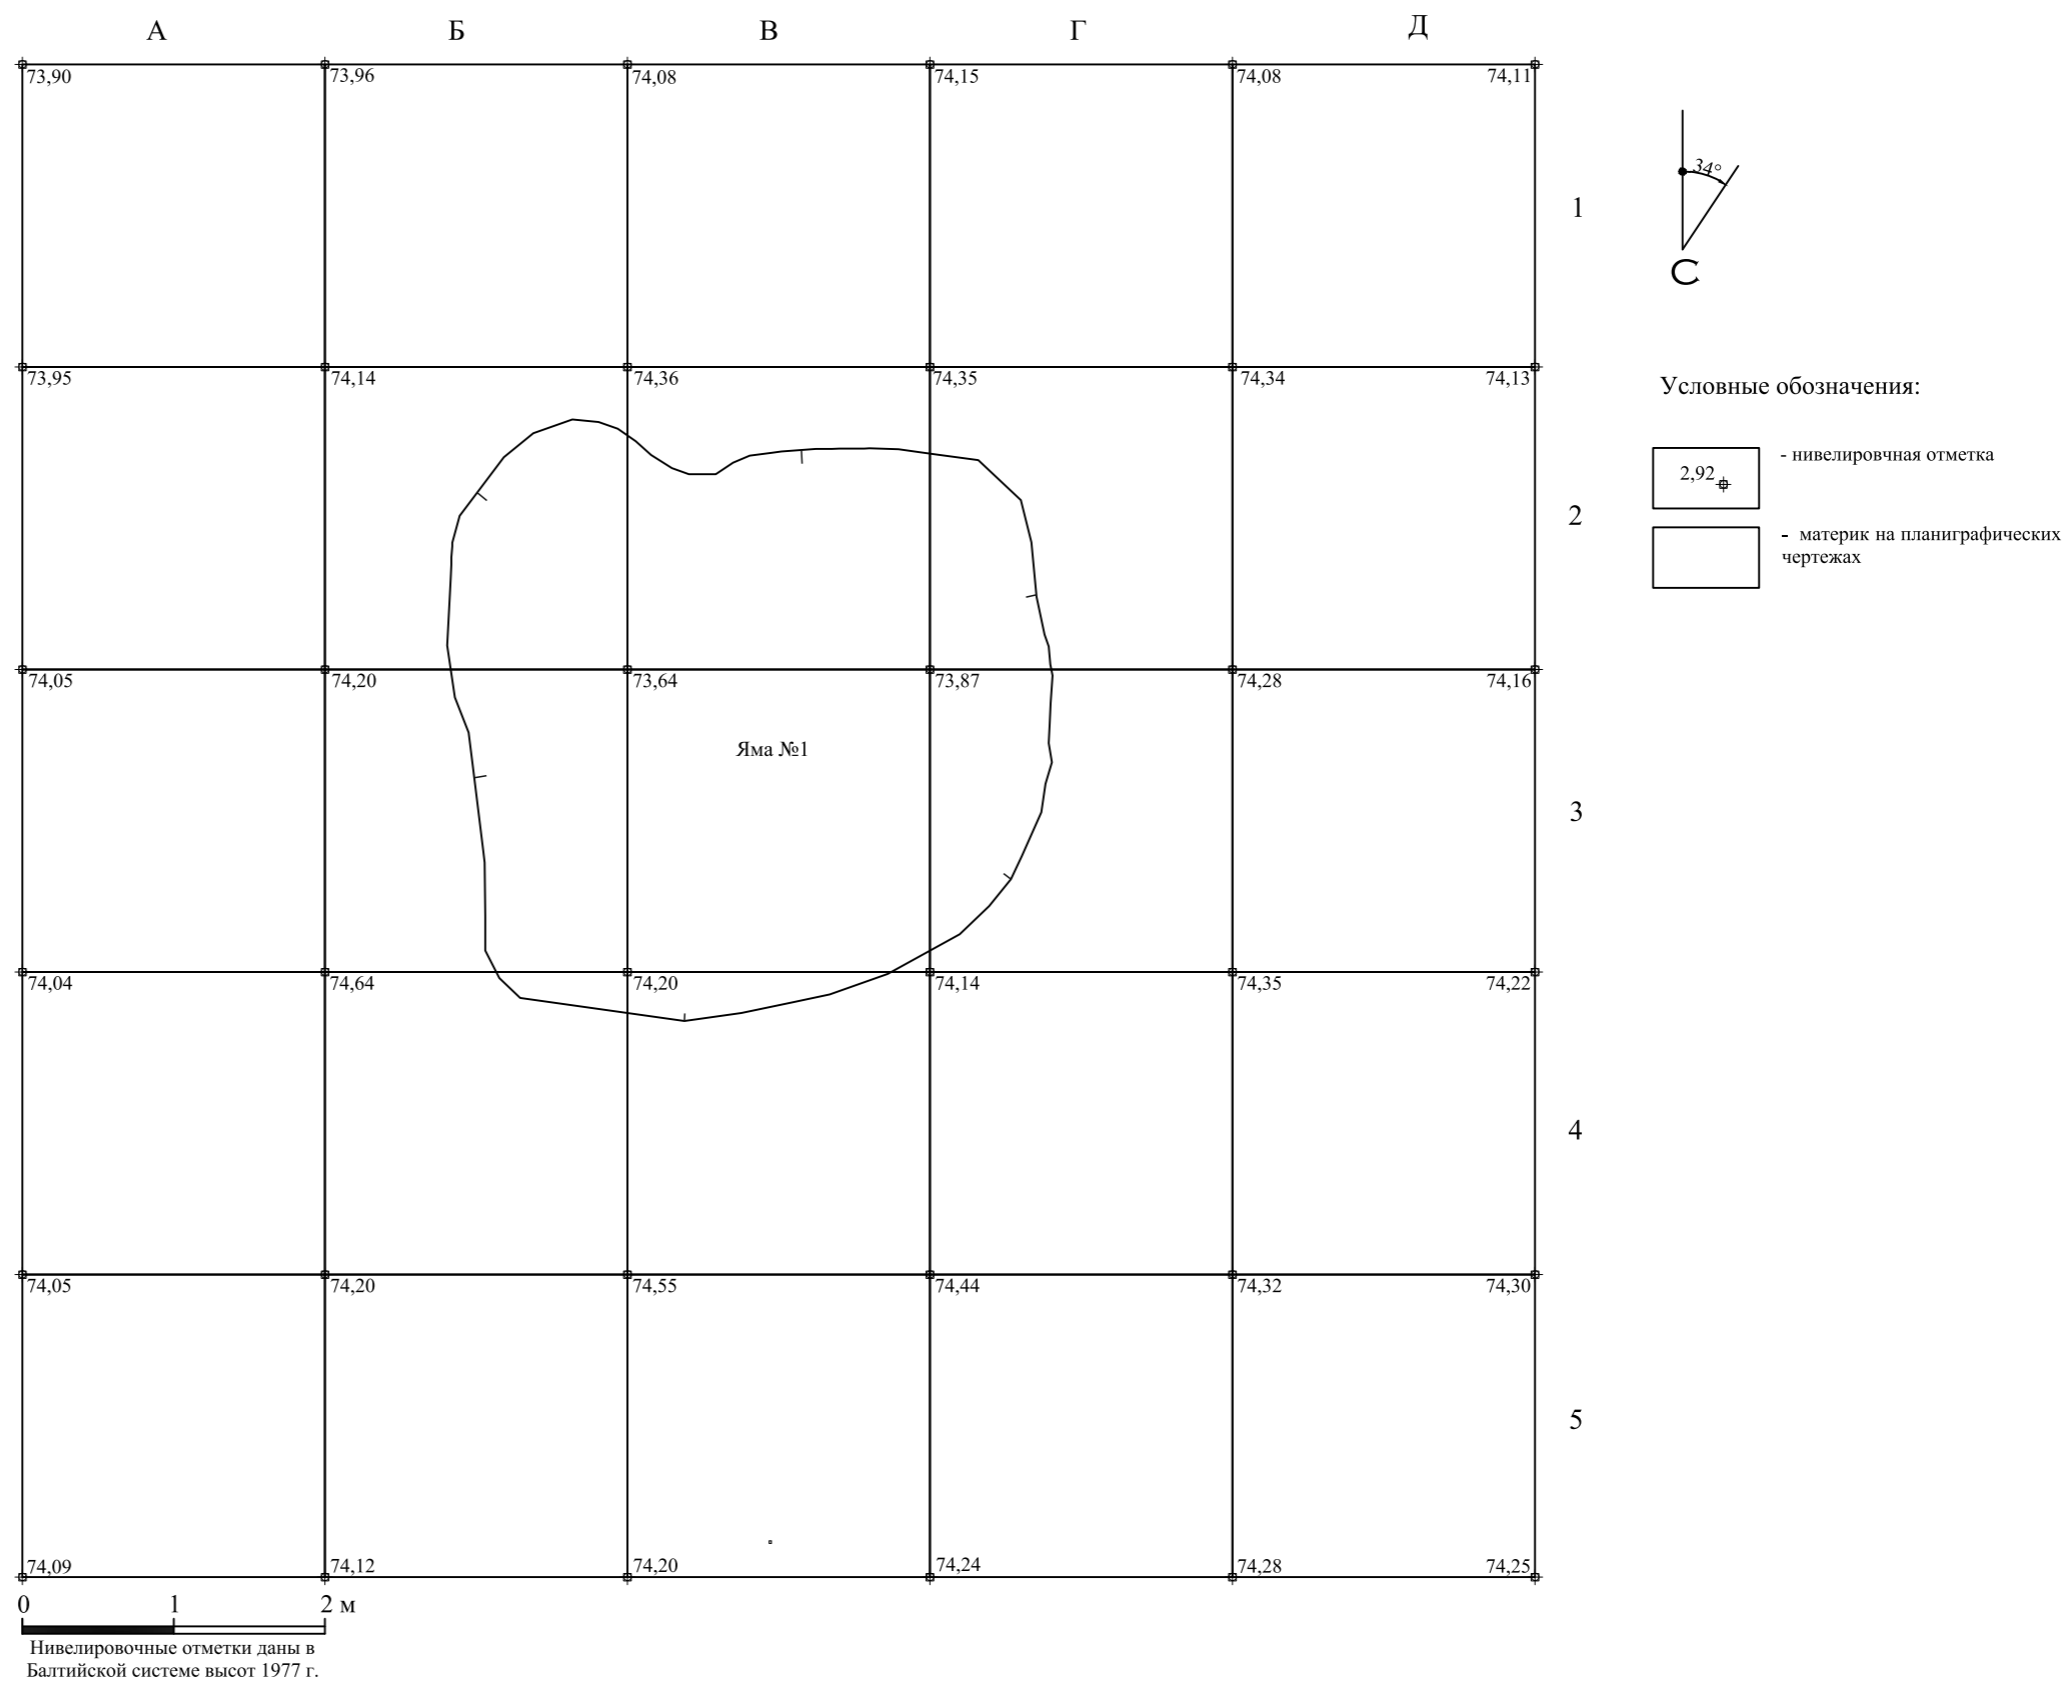 А Б В Г Д
73,90 73,96 74,08 74,15 74,08 74,11
34°
1
С
73,95 74,14 74,36 74,35 74,34 74,13
Условные обозначения:
- нивелировчная отметка
2,92
2
- материк на планиграфических
чертежах
74,05 74,20 73,64 73,87 74,28 74,16
Яма №1
3
74,04 74,64 74,20 74,14 74,35 74,22
4
74,05 74,20 74,55 74,44 74,32 74,30
5
74,09 74,12 74,20 74,24 74,28 74,25
0 1 2 м
Нивелировочные отметки даны в
Балтийской системе высот 1977 г.